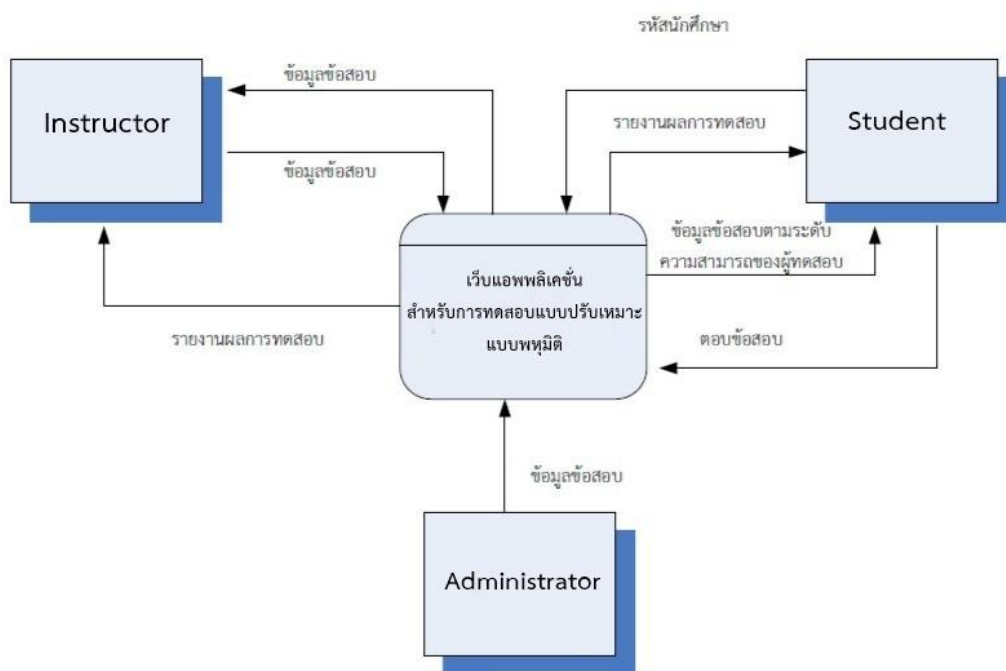 รหัสนักศึกษา
ข้อมูลข้อสอบ
Instructor
รายงานผลการทดสอบ
Student
ข้อมูลข้อสอบ
ข้อมูลข้อสอบตามระดับ
ความสามารถของผู้ทดสอบ
เว็บแอพพลิเคชั่น
สำหรับการทดสอบแบบปรับเหมาะ
แบบพหุมิติ
รายงานผลการทดสอบ
ตอบข้อสอบ
ข้อมูลข้อสอบ
Administrator